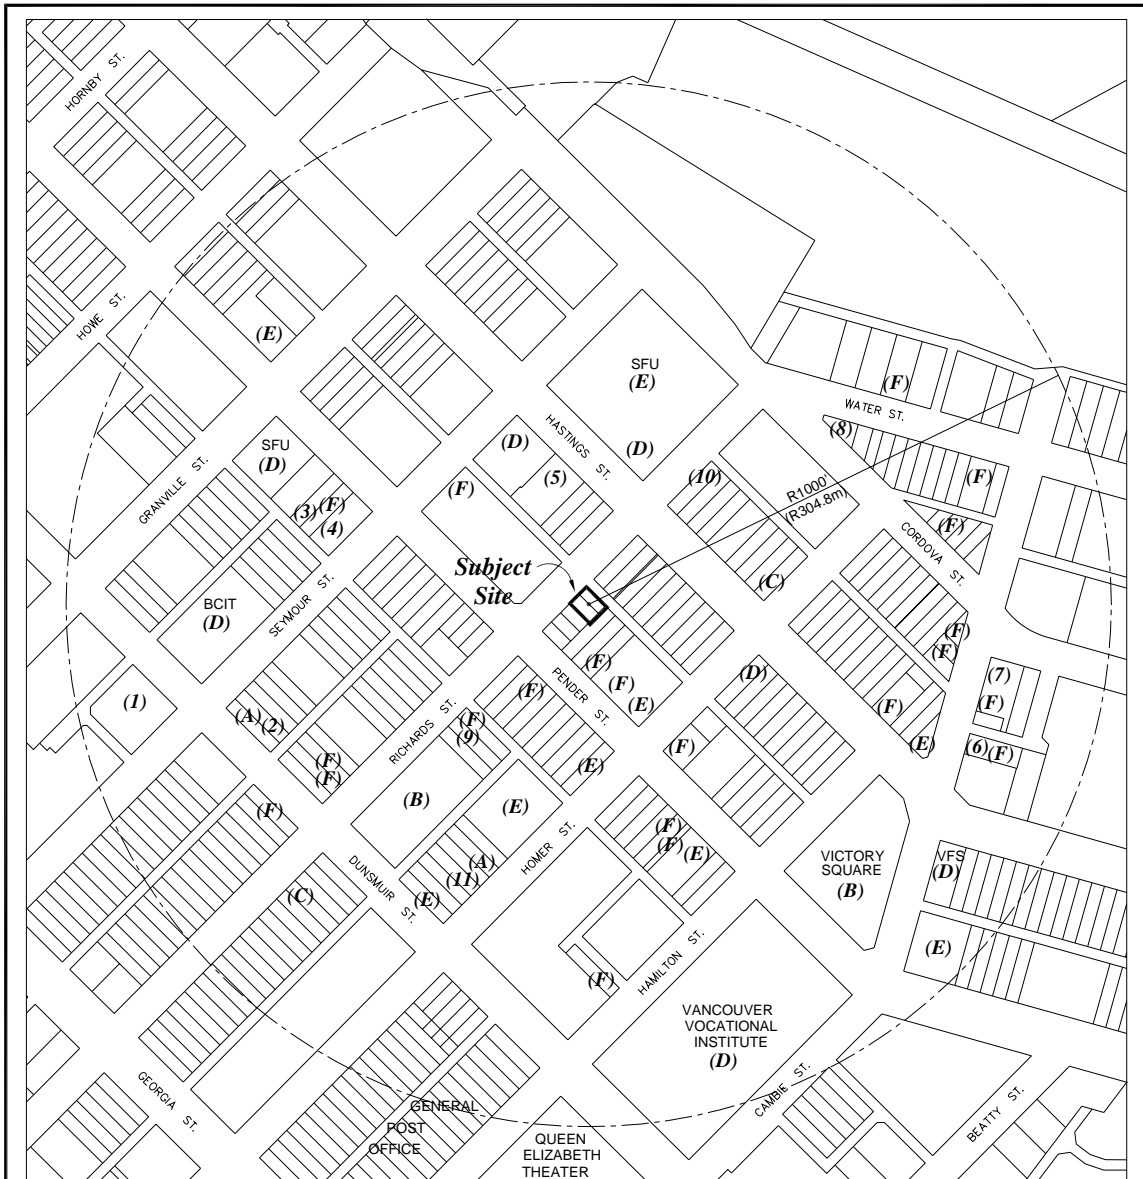 HORNBY ST.
HOWE ST.
(E)
SFU
(E)
(F)
WATER ST.
HASTINGS ST.
(D)
(D)
(8)
SFU
(D)
(F)
(5)
(10)
R1000'
(R304.8m)
(F)
GRANVILLE ST.
(3)
(F)
(4)
(F)
CORDOVA ST.
Subject
Site
(C)
BCIT
(D)
SEYMOUR ST.
(F)
(F)
(F)
(F)
(E)
PENDER ST.
(F)
(D)
(7)
(F)
(F)
(1)
(A)
(2)
RICHARDS ST.
(F)
(9)
(F)
(E)
(6)
(F)
(F)
(F)
(E)
(F)
(B)
(E)
(F)
(F)
(E)
HOMER ST.
DUNSMUIR ST.
(A)
(11)
(E)
(C)
VICTORY
SQUARE
(B)
VFS
(D)
(E)
HAMILTON ST.
(F)
VANCOUVER
VOCATIONAL
INSTITUTE
(D)
GEORGIA ST.
CAMBIE ST.
BEATTY ST.
GENERAL
POST
OFFICE
QUEEN
ELIZABETH
THEATER